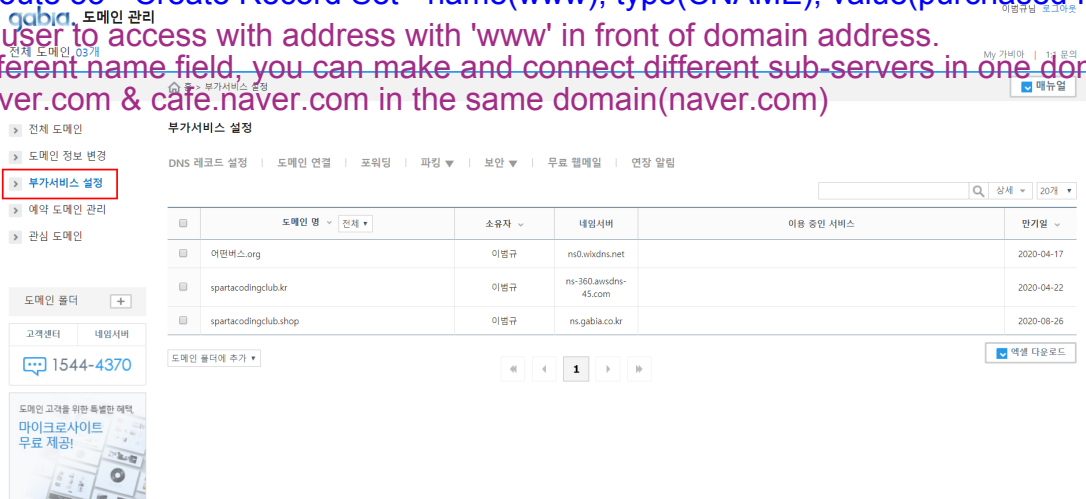 Route 53 - Create Record Set - name(www), type(CNAME), value(purchased
gabia. 도메인 관리
이범규님 로그아웃
user to access with address with 'www' in front of domain address.
전체 도메인 03개
My 가비아 | 1:1 문의
ferent name field, you can make and connect different sub-servers in one dom
홈 > 부가서비스 설정
매뉴얼
ver.com & cafe.naver.com in the same domain(naver.com)
전체 도메인
도메인 정보 변경
부가서비스 설정
예약 도메인 관리
관심 도메인
도메인 폴더 +
고객센터 네임서버
1544-4370
도메인 고객을 위한 특별한 혜택
마이크로사이트
무료 제공!
부가서비스 설정
DNS 레코드 설정 | 도메인 연결 | 포워딩 | 파킹 ▼ | 보안 ▼ | 무료 웹메일 | 연장 알림
상세 20개
도메인 명 전체 소유자 네임서버 이용 중인 서비스 만기일
어떤버스.org 이범규 ns0.wixdns.net 2020-04-17
spartacodingclub.kr 이범규 ns-360.awsdns-45.com 2020-04-22
spartacodingclub.shop 이범규 ns.gabia.co.kr 2020-08-26
도메인 폴더에 추가 ▼
엑셀 다운로드
1